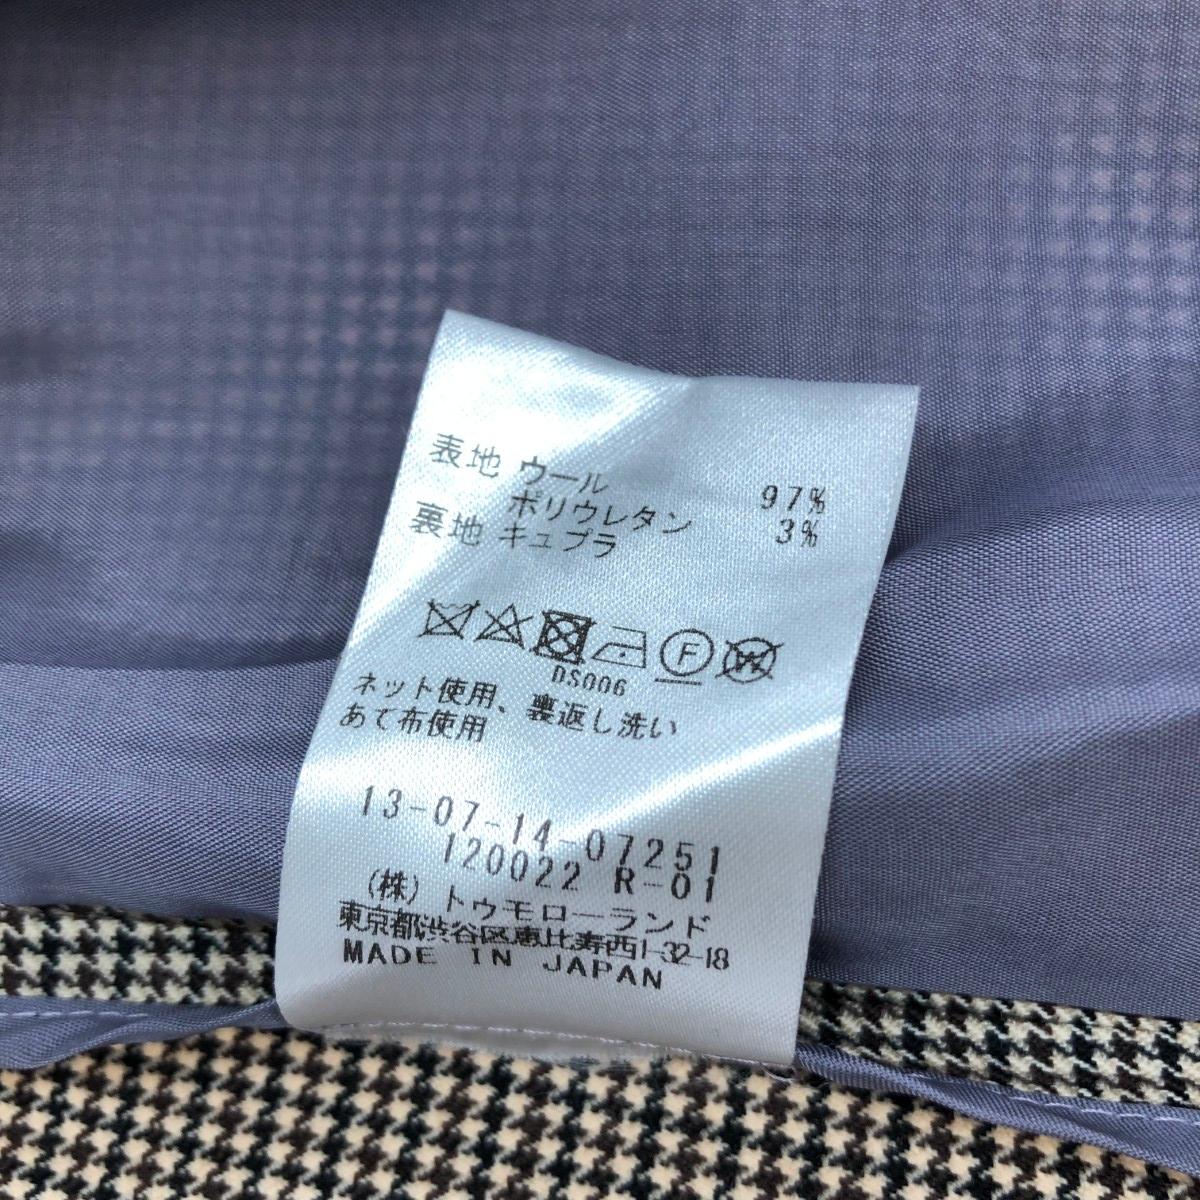 表地 ウール 97%
ポリウレタン 3%
裏地 キュプラ
F W
DS006
ネット使用、裏返し洗い
あて布使用
13-07-14-07251
120022 R-01
(株)トゥモローランド
東京都渋谷区恵比寿西1-32-18
MADE IN JAPAN